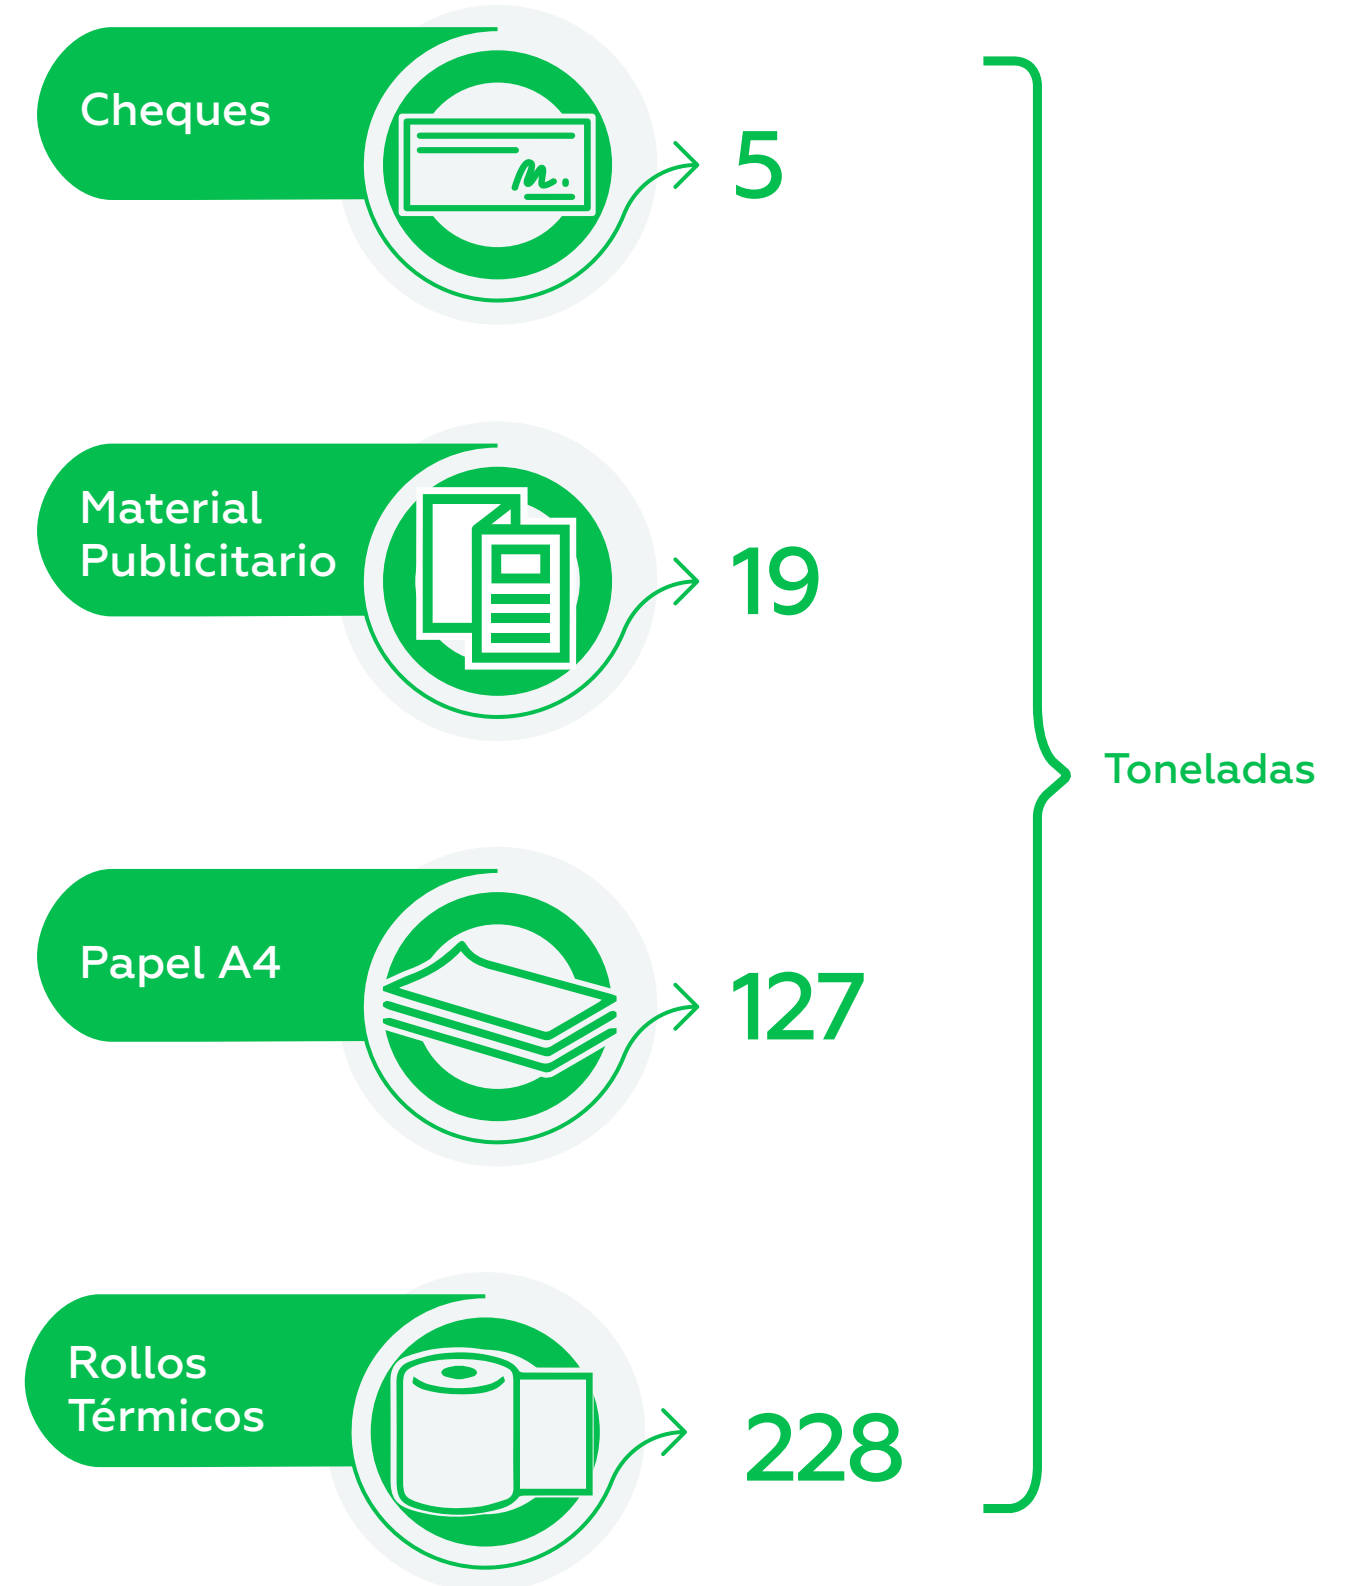 Cheques
5
Material
Publicitario
19
Toneladas
Papel A4
127
Rollos
Térmicos
228